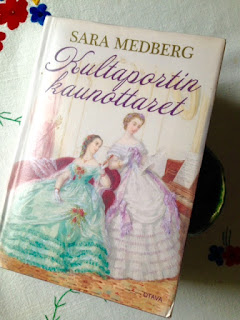 SARA MEDBERG
Kultaportin
kaunottaret
OTAVA